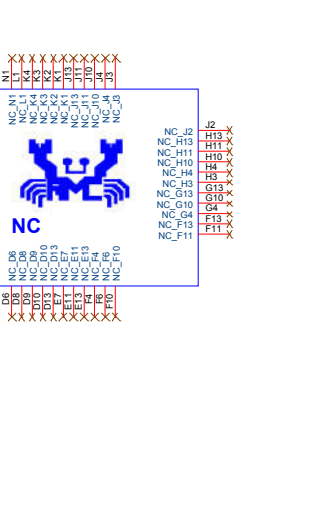 N1 L1 K4 K3 K2 K1 J13 J11 J10 J4 J3
NC_N1 NC_L1 NC_K4 NC_K3 NC_K2 NC_K1 NC_J13 NC_J11 NC_J10 NC_J4 NC_J3
NC_J2 J2
NC_H13 H13
NC_H11 H11
NC_H10 H10
NC_H4 H4
NC_H3 H3
NC_G13 G13
NC_G10 G10
NC_G4 G4
NC_F13 F13
NC_F11 F11
NC
NC_D6 NC_D8 NC_D9 NC_D10 NC_D13 NC_E7 NC_E11 NC_E13 NC_F4 NC_F6 NC_F10
D6 D8 D9 D10 D13 E7 E11 E13 F4 F6 F10